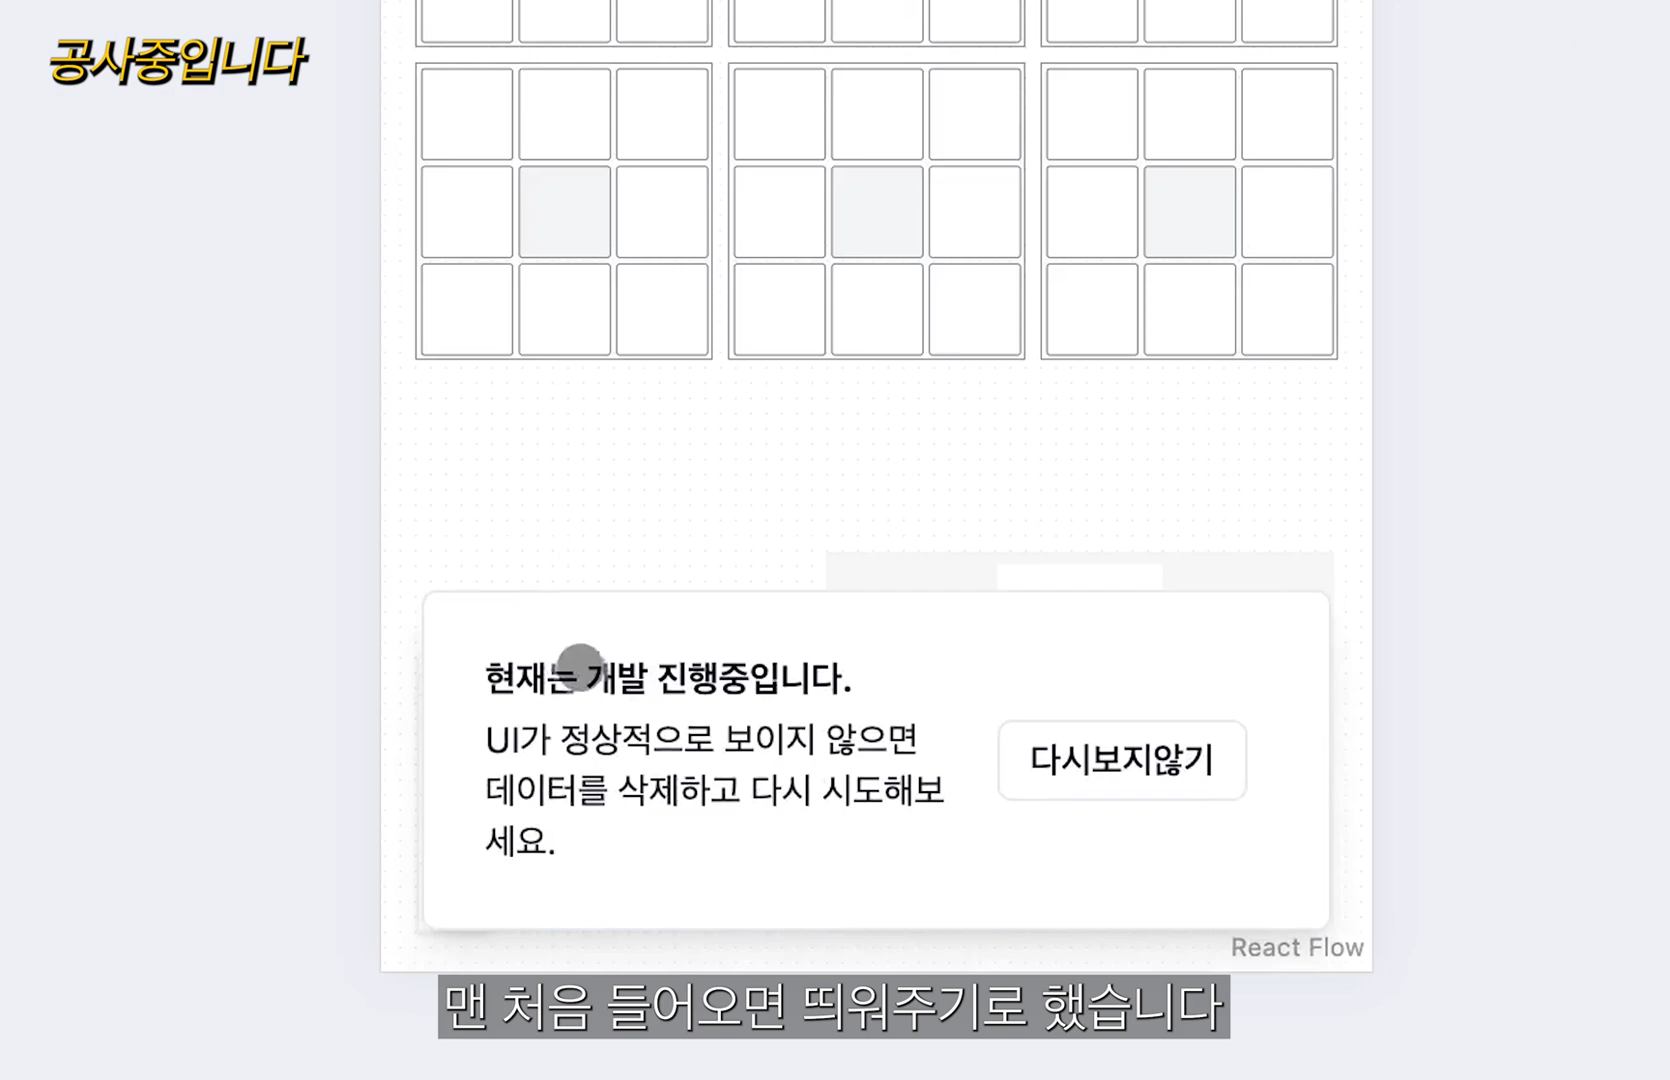 공사중입니다
현재는 개발 진행중입니다.
UI가 정상적으로 보이지 않으면
데이터를 삭제하고 다시 시도해보
세요.
다시보지않기
React Flow
맨 처음 들어오면 띄워주기로 했습니다